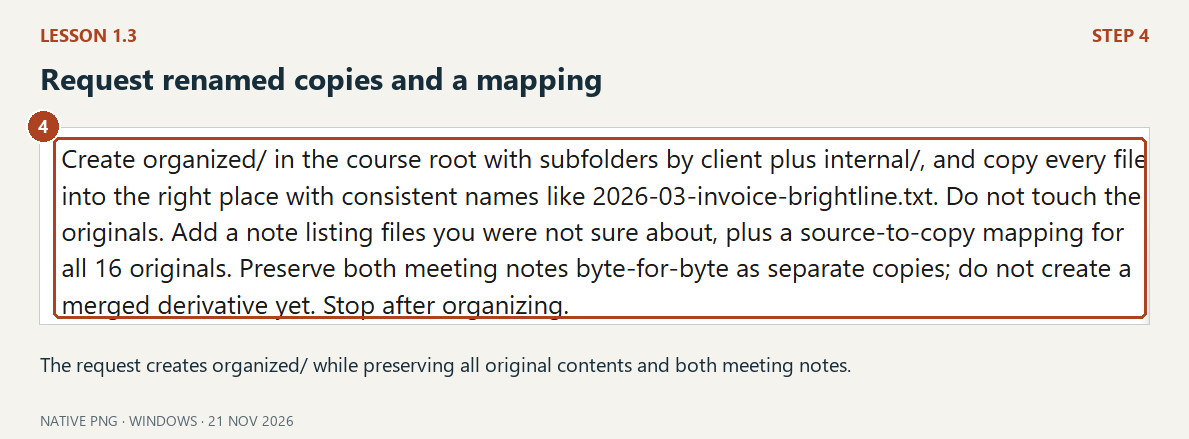 LESSON 1.3
STEP 4
Request renamed copies and a mapping
4
Create organized/ in the course root with subfolders by client plus internal/, and copy every file
into the right place with consistent names like 2026-03-invoice-brightline.txt. Do not touch the
originals. Add a note listing files you were not sure about, plus a source-to-copy mapping for
all 16 originals. Preserve both meeting notes byte-for-byte as separate copies; do not create a
merged derivative yet. Stop after organizing.
The request creates organized/ while preserving all original contents and both meeting notes.
NATIVE PNG · WINDOWS · 21 NOV 2026